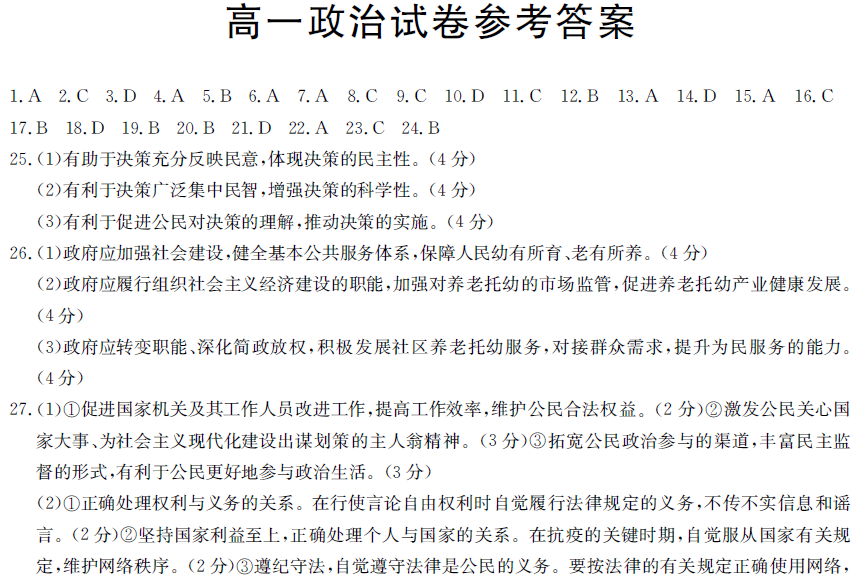 高一政治试卷参考答案
1. A 2. C 3. D 4. A 5. B 6. A 7. A 8. C 9. C 10. D 11. C 12. B 13. A 14. D 15. A 16. C
17. B 18. D 19. B 20. B 21. D 22. A 23. C 24. B
25. (1)有助于决策充分反映民意,体现决策的民主性。(4 分)
(2)有利于决策广泛集中民智,增强决策的科学性。(4 分)
(3)有利于促进公民对决策的理解,推动决策的实施。(4 分)
26. (1)政府应加强社会建设,健全基本公共服务体系,保障人民幼有所育、老有所养。(4 分)
(2)政府应履行组织社会主义经济建设的职能,加强对养老托幼的市场监管,促进养老托幼产业健康发展。
(4 分)
(3)政府应转变职能、深化简政放权,积极发展社区养老托幼服务,对接群众需求,提升为民服务的能力。
(4 分)
27. (1)①促进国家机关及其工作人员改进工作,提高工作效率,维护公民合法权益。(2 分)②激发公民关心国
家大事、为社会主义现代化建设出谋划策的主人翁精神。(3 分)③拓宽公民政治参与的渠道,丰富民主监
督的形式,有利于公民更好地参与政治生活。(3 分)
(2)①正确处理权利与义务的关系。在行使言论自由权利时自觉履行法律规定的义务,不传不实信息和谣
言。(2 分)②坚持国家利益至上,正确处理个人与国家的关系。在抗疫的关键时期,自觉服从国家有关规
定,维护网络秩序。(2 分)③遵纪守法,自觉遵守法律是公民的义务。要按法律的有关规定正确使用网络,